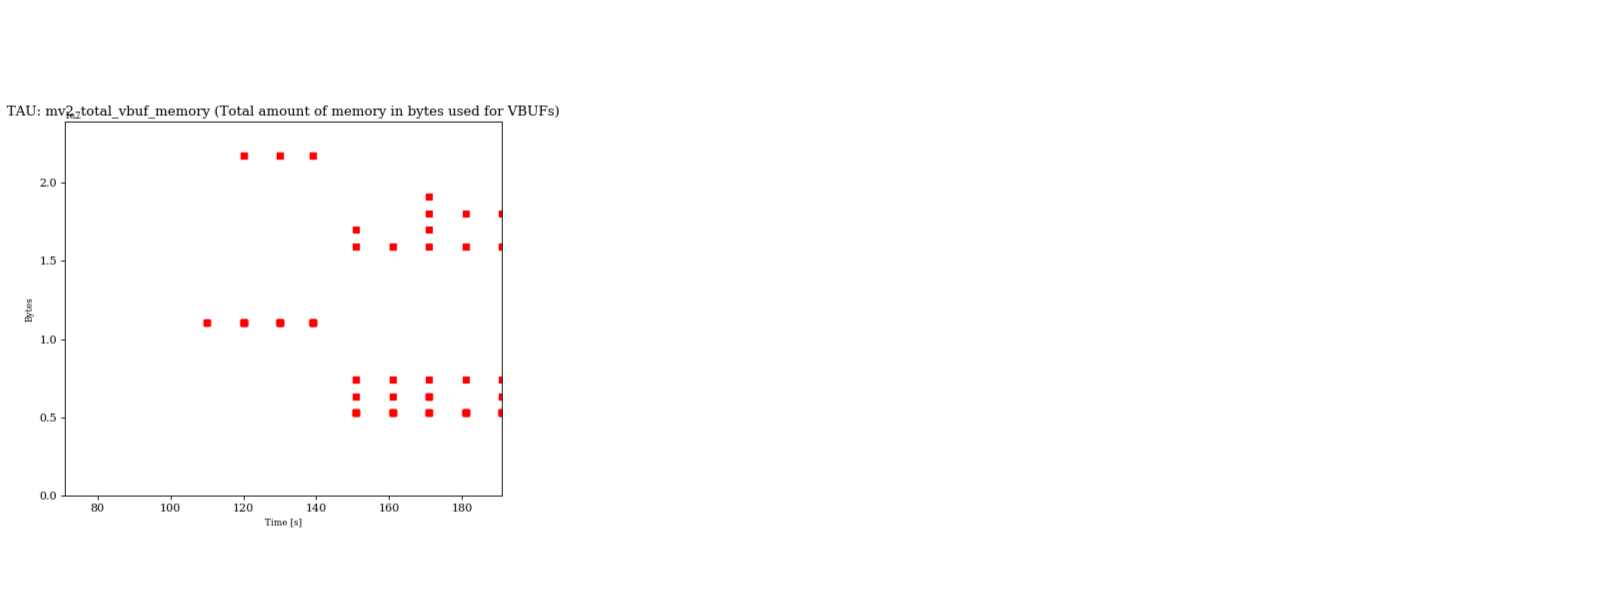 TAU: mv2_total_vbuf_memory (Total amount of memory in bytes used for VBUFs)
1e7
2.0
1.5
Bytes
1.0
0.5
0.0
80 100 120 140 160 180
Time [s]